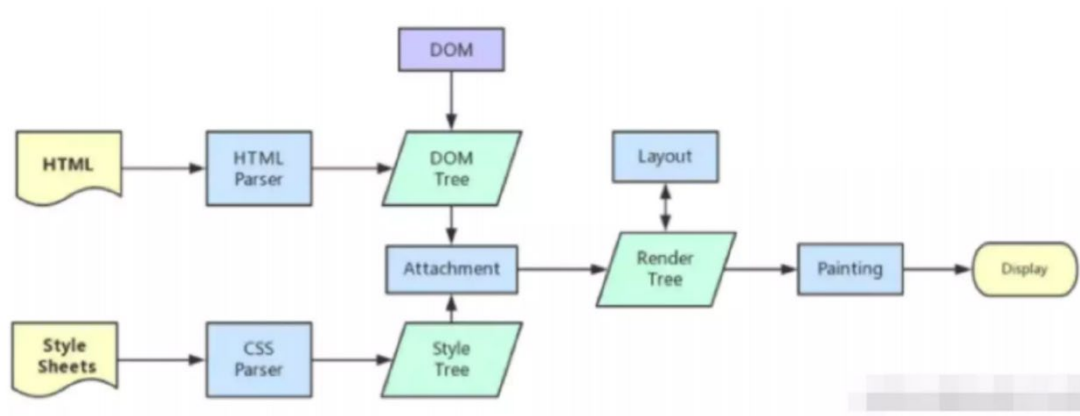 DOM
HTML
HTML
Parser
DOM
Tree
Layout
Attachment
Render
Tree
Painting
Display
Style
Sheets
CSS
Parser
Style
Tree